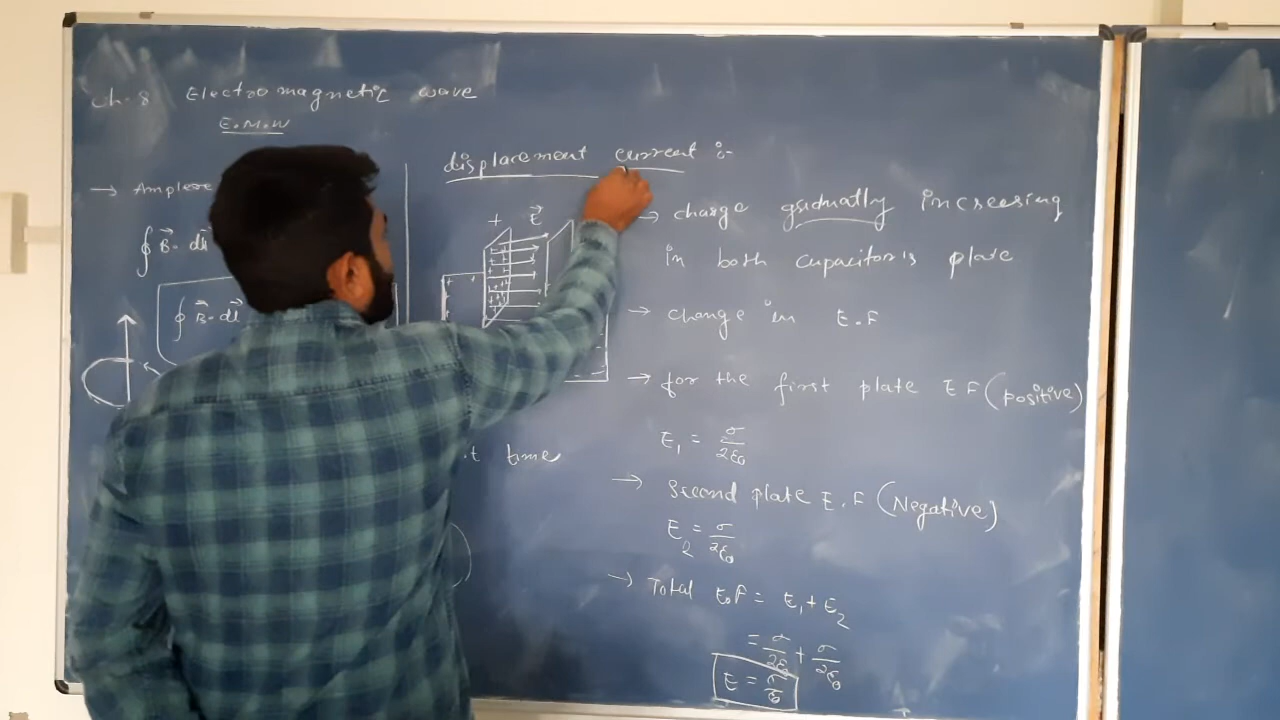 Ch-8 Electromagnetic wave
E.M.W
→ Ampere
∮ B⃗ · dl⃗
∮ B⃗ · dl⃗
displacement current :-
+ E⃗
t time
→ charge gradually increasing
in both capacitor's plate
→ change in E.F
→ for the first plate EF (positive)
E₁ = σ/2ε₀
→ second plate E.F (Negative)
E₂ = σ/2ε₀
→ Total E.F = E₁ + E₂
= σ/2ε₀ + σ/2ε₀
E = σ/ε₀